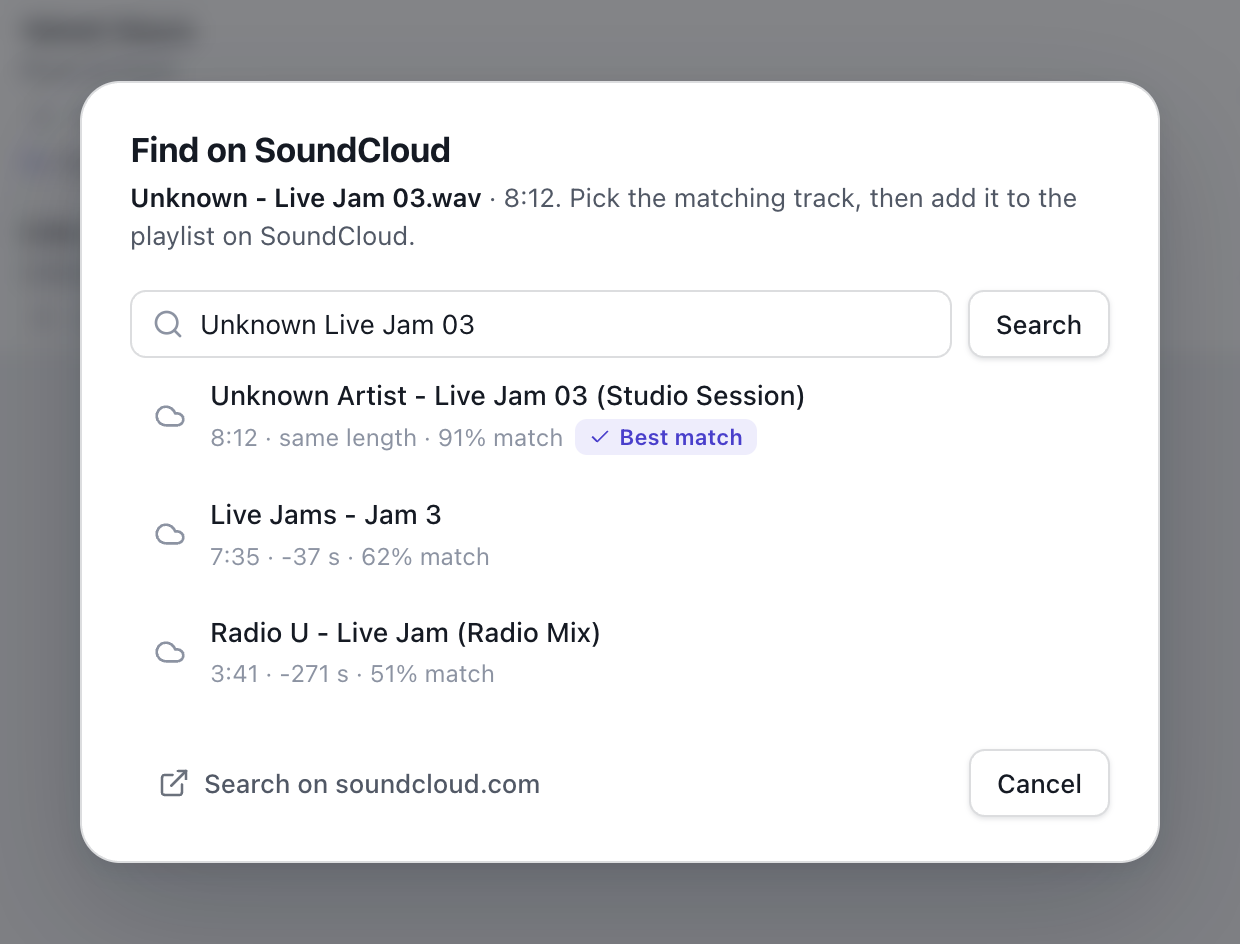 Find on SoundCloud
Unknown - Live Jam 03.wav · 8:12. Pick the matching track, then add it to the
playlist on SoundCloud.
Unknown Live Jam 03
Search
Unknown Artist - Live Jam 03 (Studio Session)
8:12 · same length · 91% match Best match
Live Jams - Jam 3
7:35 · -37 s · 62% match
Radio U - Live Jam (Radio Mix)
3:41 · -271 s · 51% match
Search on soundcloud.com
Cancel